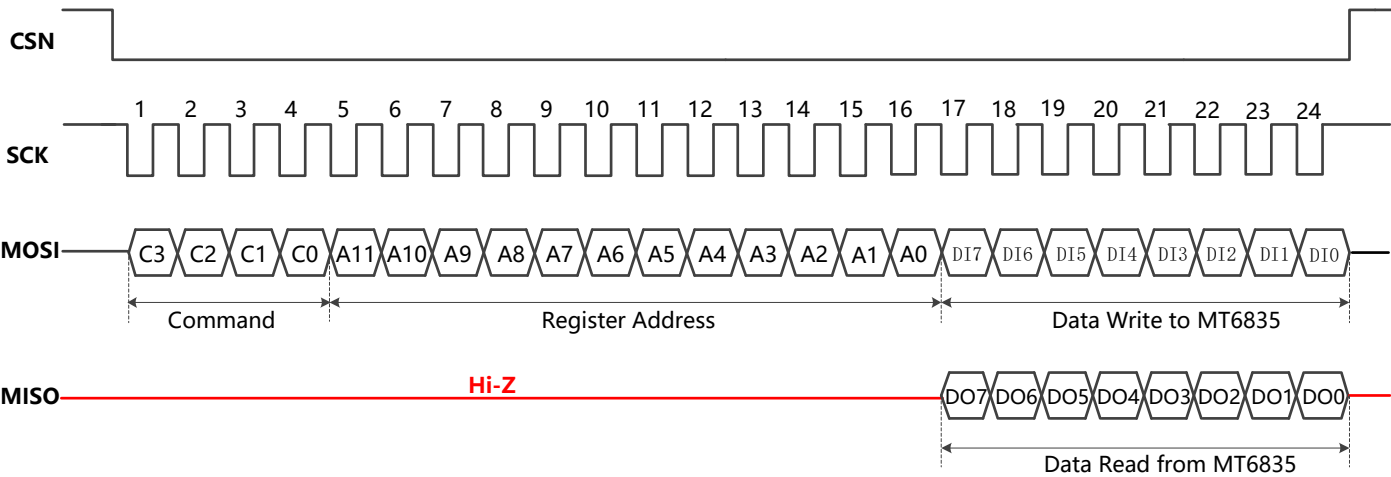 CSN
1 2 3 4 5 6 7 8 9 10 11 12 13 14 15 16 17 18 19 20 21 22 23 24
SCK
MOSI C3 C2 C1 C0 A11 A10 A9 A8 A7 A6 A5 A4 A3 A2 A1 A0 DI7 DI6 DI5 DI4 DI3 DI2 DI1 DI0
Command Register Address Data Write to MT6835
Hi-Z
MISO DO7 DO6 DO5 DO4 DO3 DO2 DO1 DO0
Data Read from MT6835